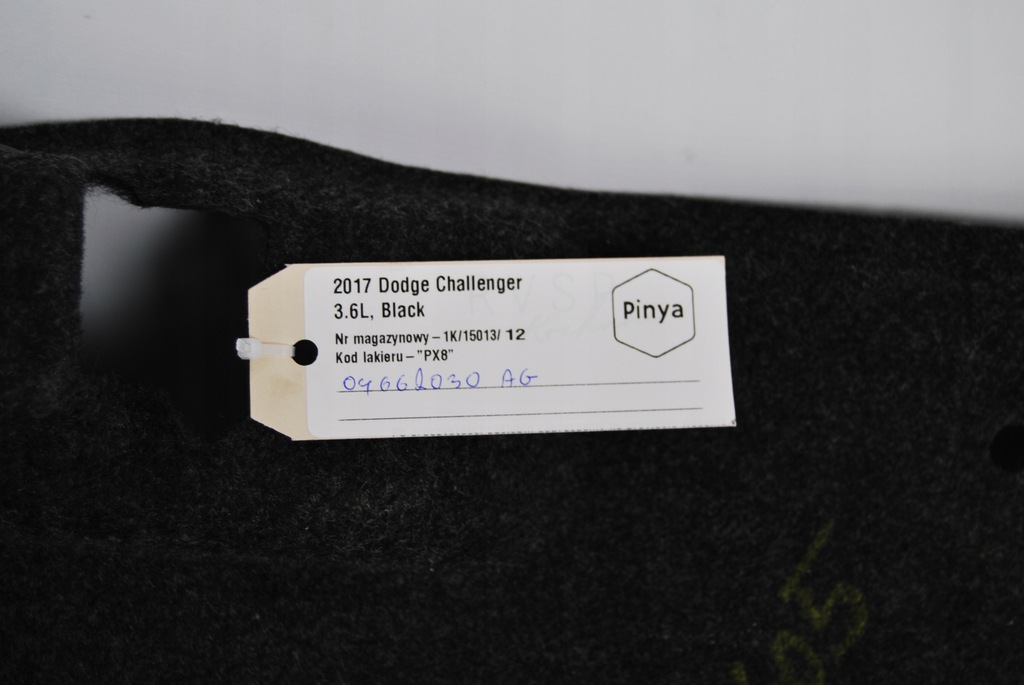 2017 Dodge Challenger
3.6L, Black
Nr magazynowy – 1K/15013/ 12
Kod lakieru – "PX8"
04662030 AG
Pinya